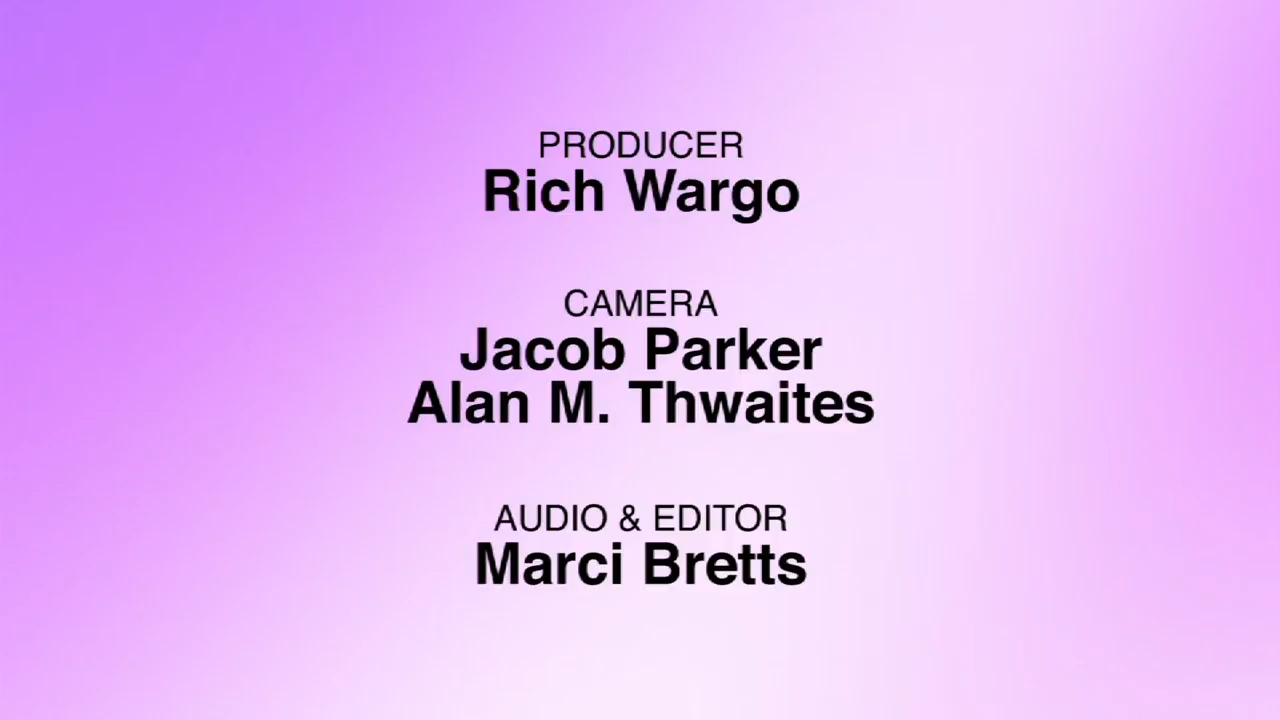 PRODUCER
Rich Wargo
CAMERA
Jacob Parker
Alan M. Thwaites
AUDIO & EDITOR
Marci Bretts